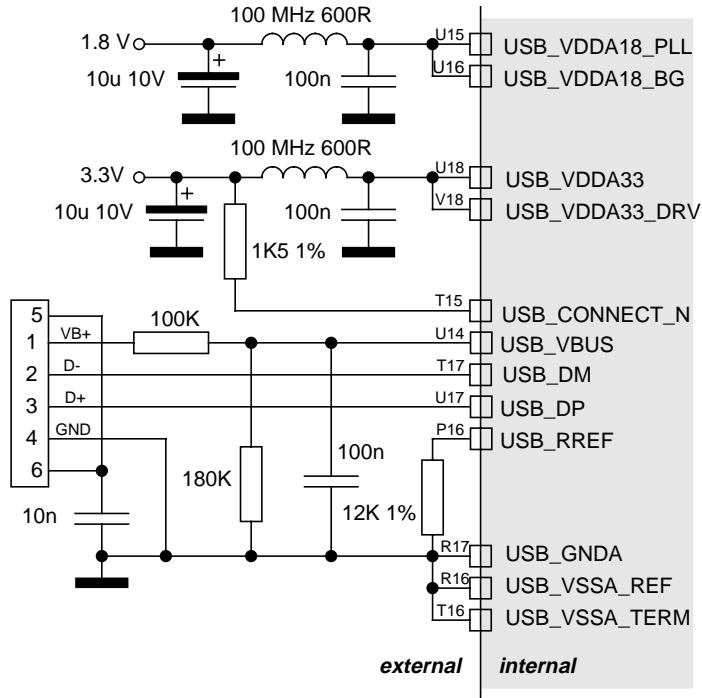 100 MHz 600R
1.8 V
+
10u 10V
100n
U15
USB_VDDA18_PLL
U16
USB_VDDA18_BG
100 MHz 600R
3.3V
+
10u 10V
100n
1K5 1%
U18
USB_VDDA33
V18
USB_VDDA33_DRV
T15
USB_CONNECT_N
5
1
VB+
100K
U14
USB_VBUS
2
D-
T17
USB_DM
3
D+
U17
USB_DP
4
GND
P16
USB_RREF
6
10n
180K
100n
12K 1%
R17
USB_GNDA
R16
USB_VSSA_REF
T16
USB_VSSA_TERM
external
internal